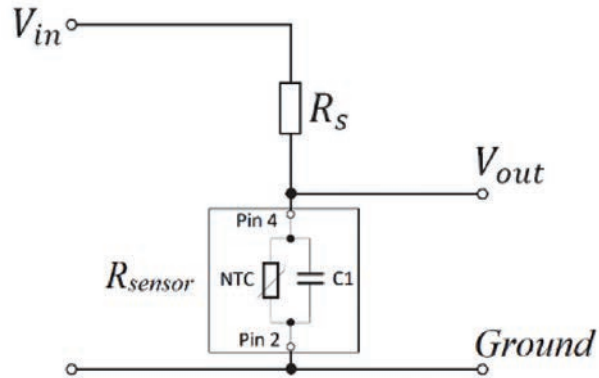 V_in
R_s
V_out
Pin 4
R_sensor
NTC
C1
Pin 2
Ground